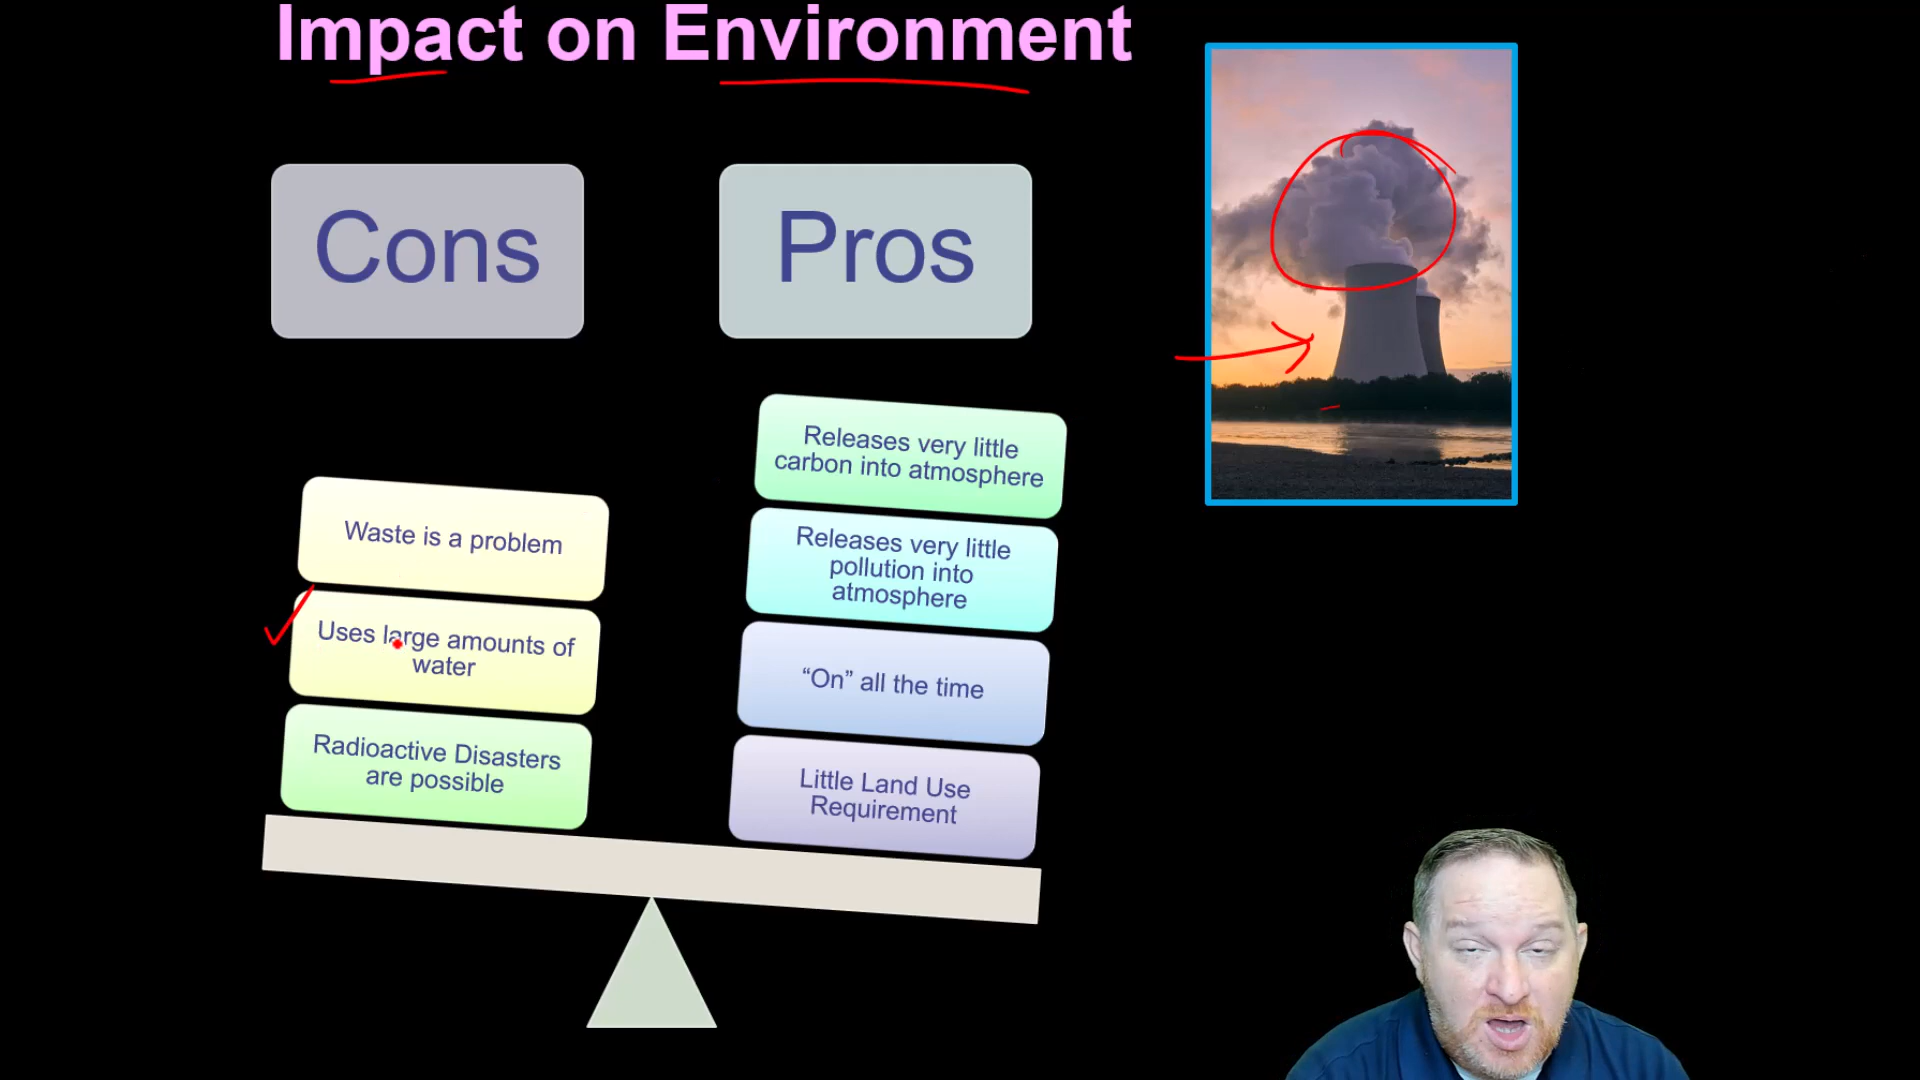 Impact on Environment
Cons
Pros
Waste is a problem
Uses large amounts of
water
Radioactive Disasters
are possible
Releases very little
carbon into atmosphere
Releases very little
pollution into
atmosphere
“On” all the time
Little Land Use
Requirement